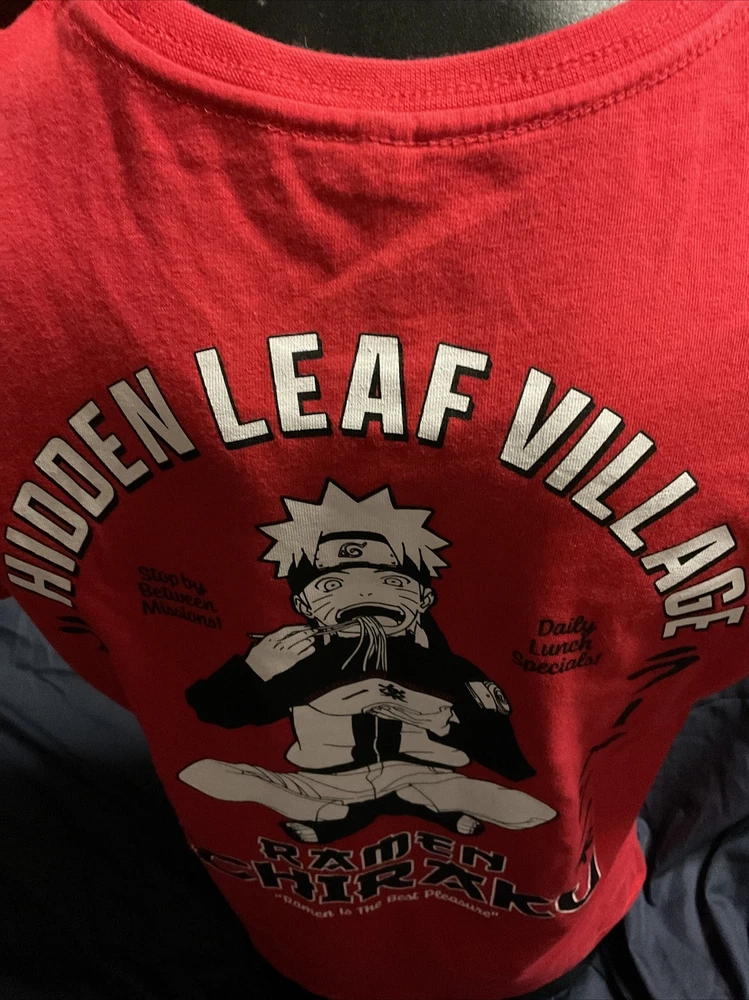 HIDDEN LEAF VILLAGE
Stop by
Between
Missions!
Daily
Lunch
Specials!
RAMEN
ICHIRAKU
"Ramen Is The Best Pleasure"